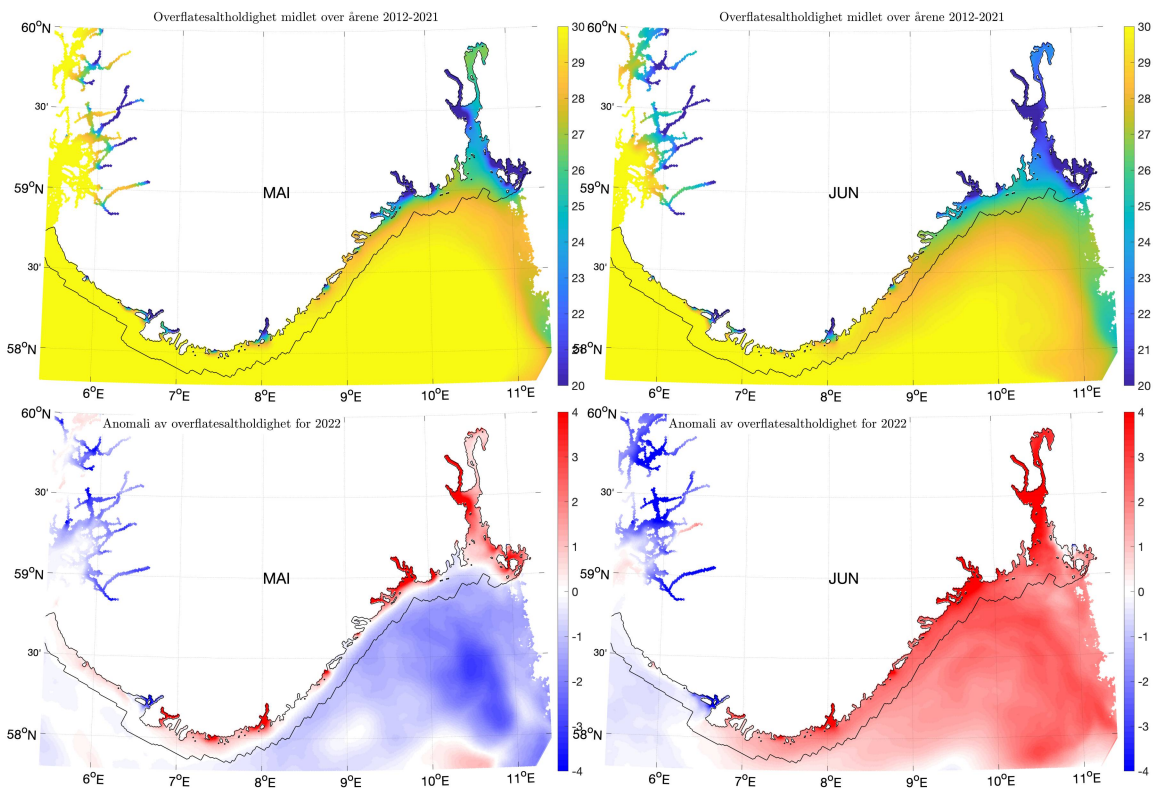 Overflatesaltholdighet midlet over årene 2012-2021
60°N
30'
59°N
30'
58°N
MAI
6°E 7°E 8°E 9°E 10°E 11°E
30
29
28
27
26
25
24
23
22
21
20
Overflatesaltholdighet midlet over årene 2012-2021
60°N
30'
59°N
30'
58°N
JUN
6°E 7°E 8°E 9°E 10°E 11°E
30
29
28
27
26
25
24
23
22
21
20
Anomali av overflatesaltholdighet for 2022
60°N
30'
59°N
30'
58°N
MAI
6°E 7°E 8°E 9°E 10°E 11°E
4
3
2
1
0
-1
-2
-3
-4
Anomali av overflatesaltholdighet for 2022
60°N
30'
59°N
30'
58°N
JUN
6°E 7°E 8°E 9°E 10°E 11°E
4
3
2
1
0
-1
-2
-3
-4